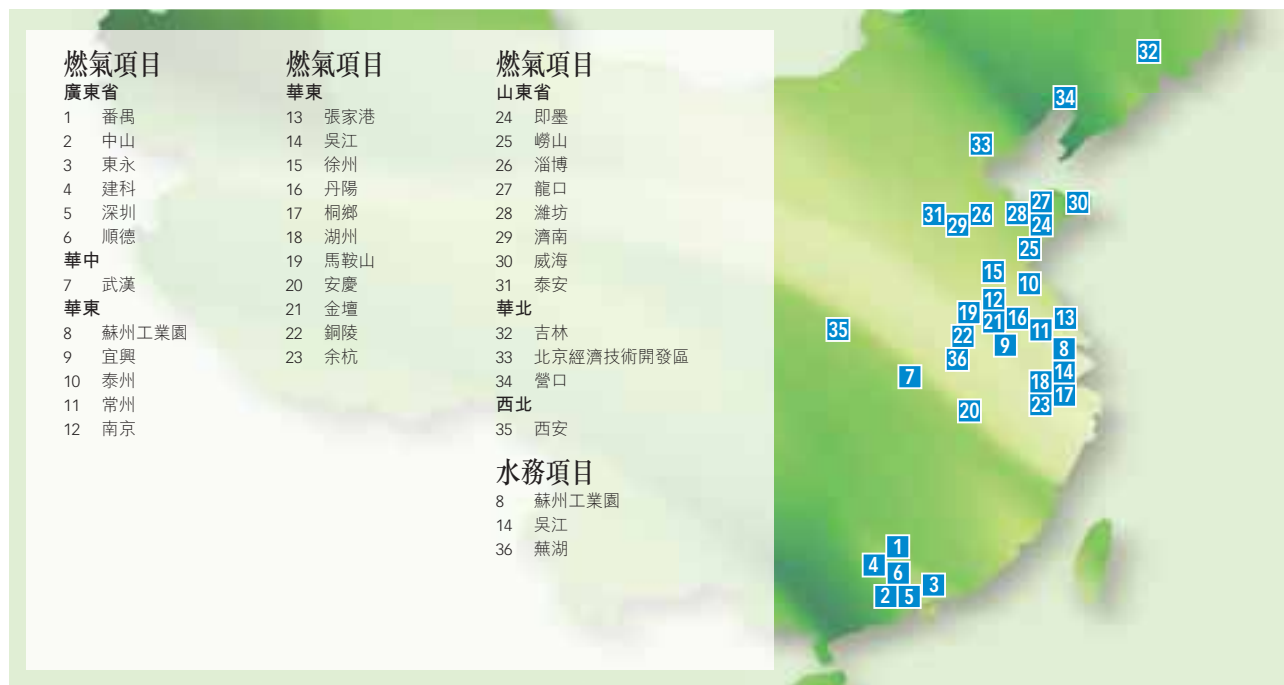 燃氣項目
廣東省
1 番禺
2 中山
3 東永
4 建科
5 深圳
6 順德
華中
7 武漢
華東
8 蘇州工業園
9 宜興
10 泰州
11 常州
12 南京
燃氣項目
華東
13 張家港
14 吳江
15 徐州
16 丹陽
17 桐鄉
18 湖州
19 馬鞍山
20 安慶
21 金壇
22 銅陵
23 余杭
燃氣項目
山東省
24 即墨
25 嶗山
26 淄博
27 龍口
28 濰坊
29 濟南
30 威海
31 泰安
華北
32 吉林
33 北京經濟技術開發區
34 營口
西北
35 西安
水務項目
8 蘇州工業園
14 吳江
36 蕪湖
32
34
33
27 30
31 26 28
29 24
25
15
10
12
19 16 13
21
35 11
22
9 8
36
7 14
18
17
23
20
1
4
6
3
2 5